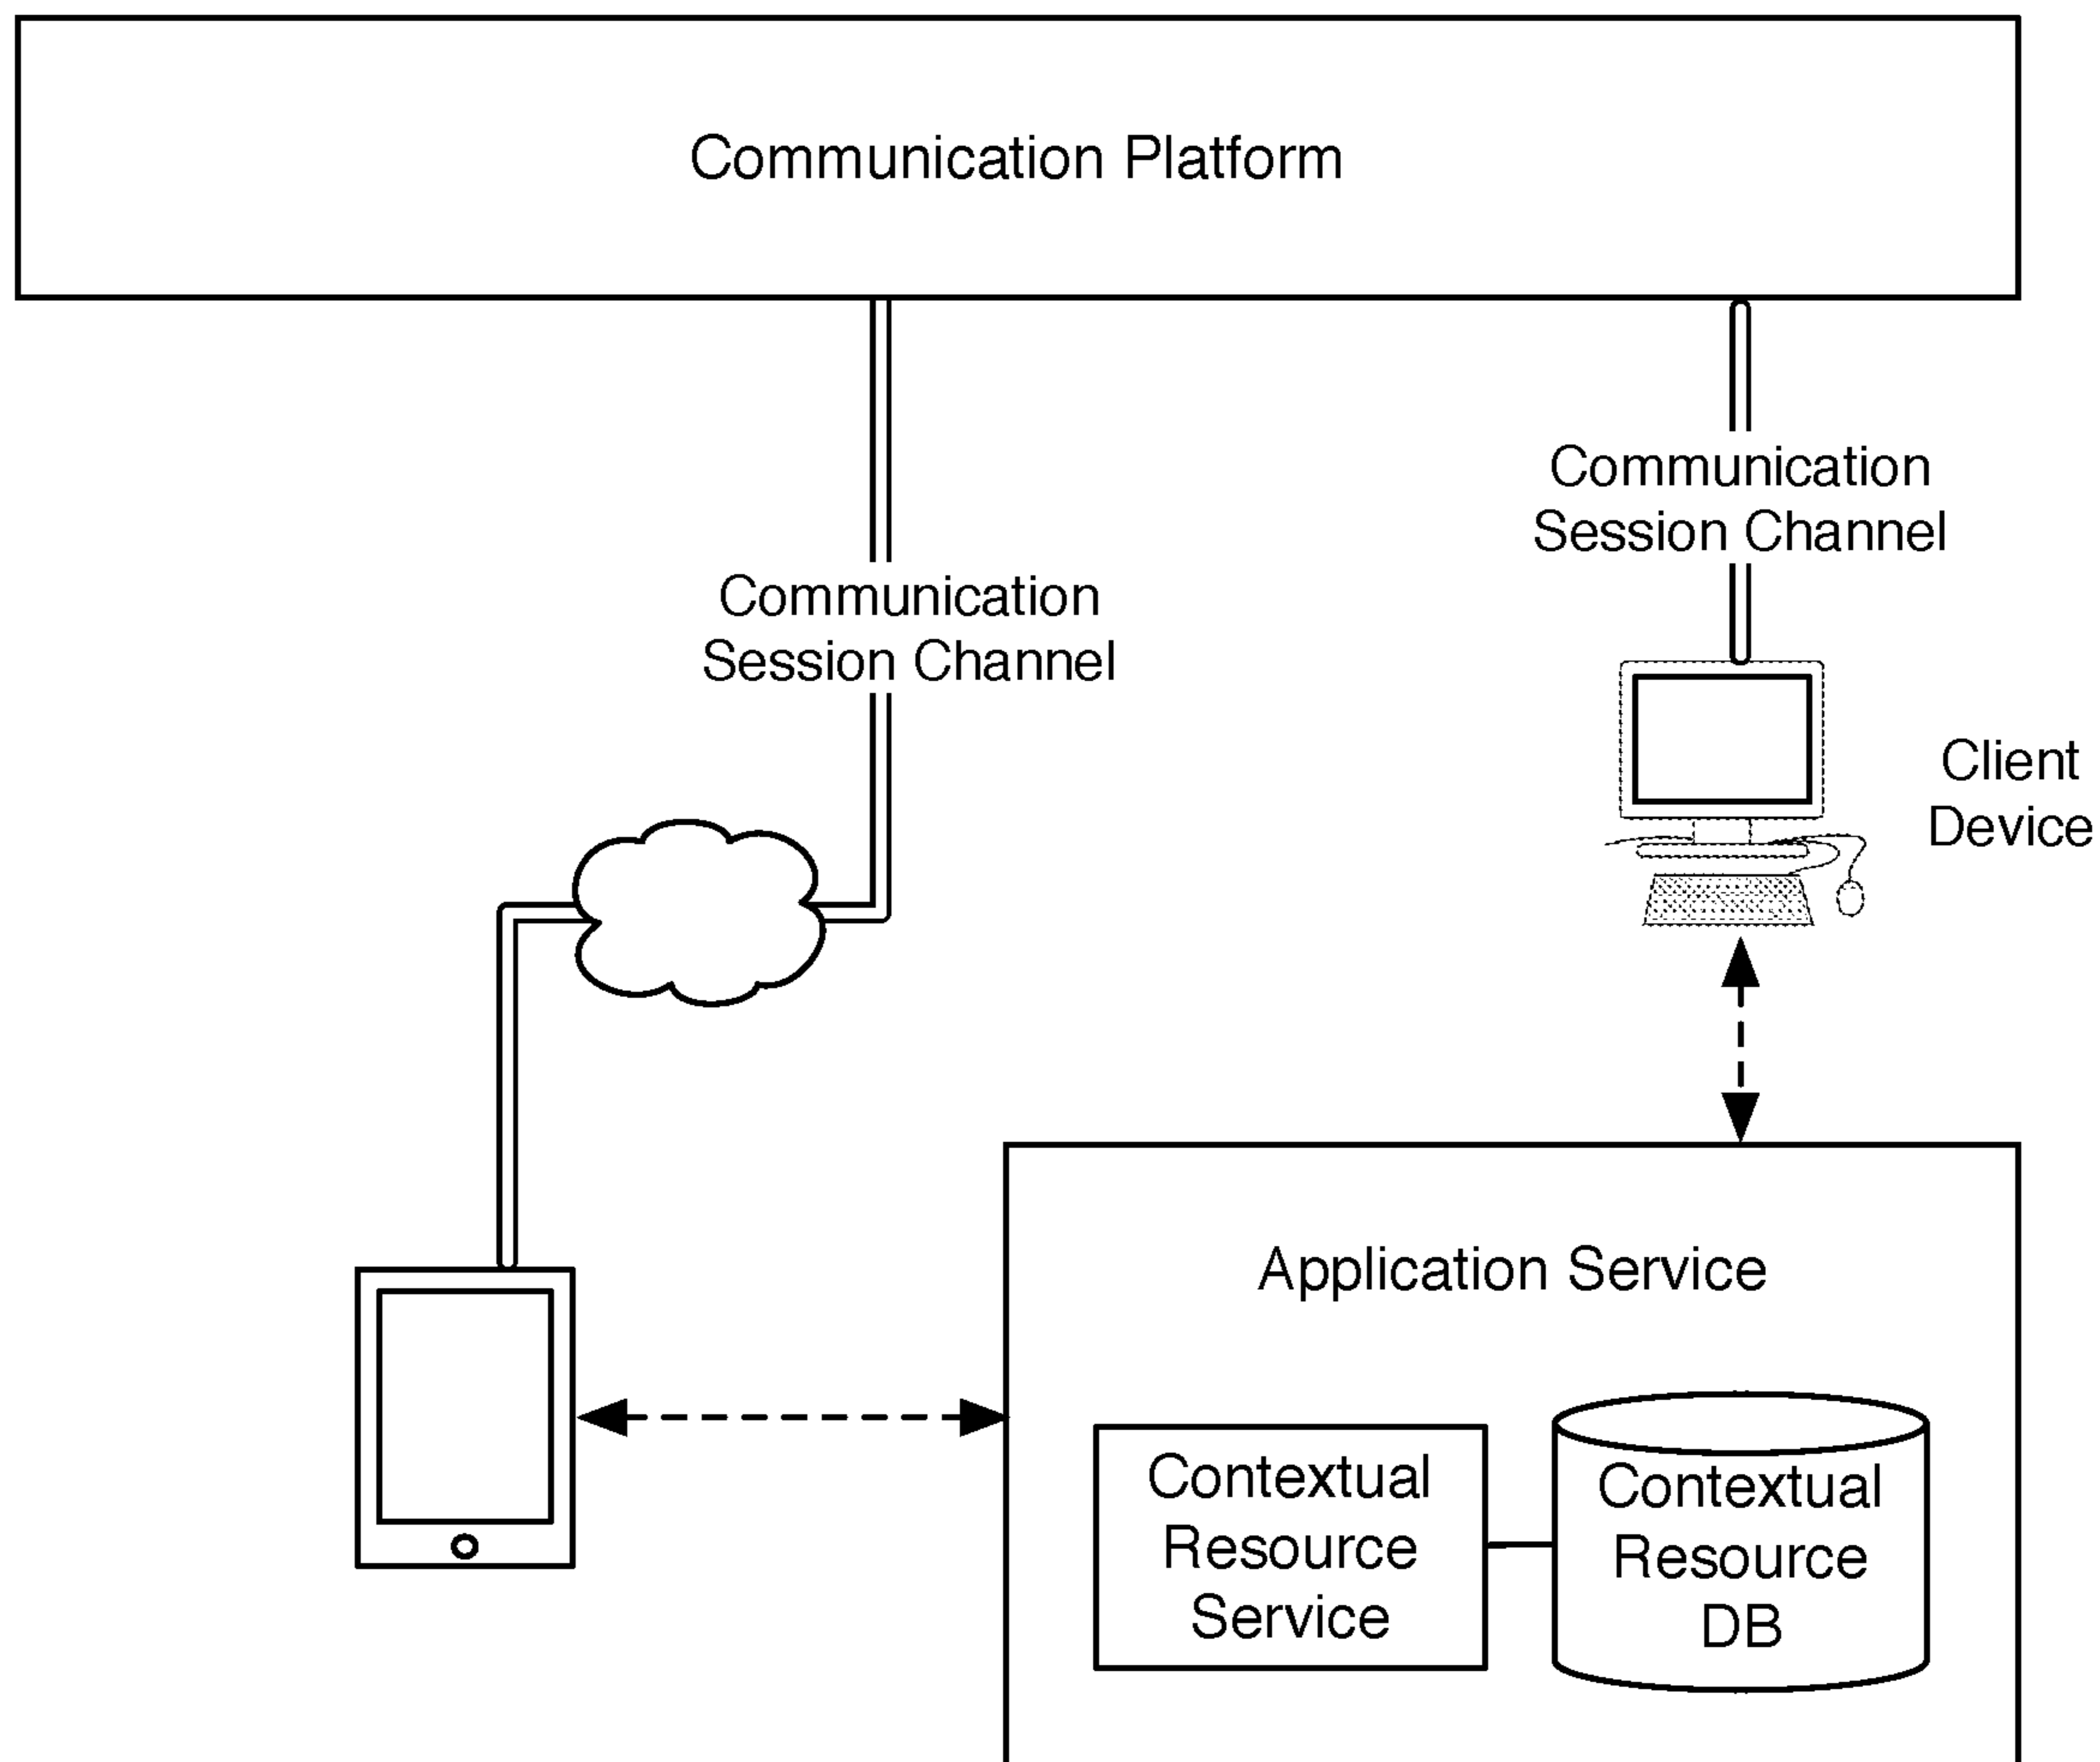 Communication Platform
Communication
Session Channel
Communication
Session Channel
Client
Device
Application Service
Contextual
Resource
Service
Contextual
Resource
DB